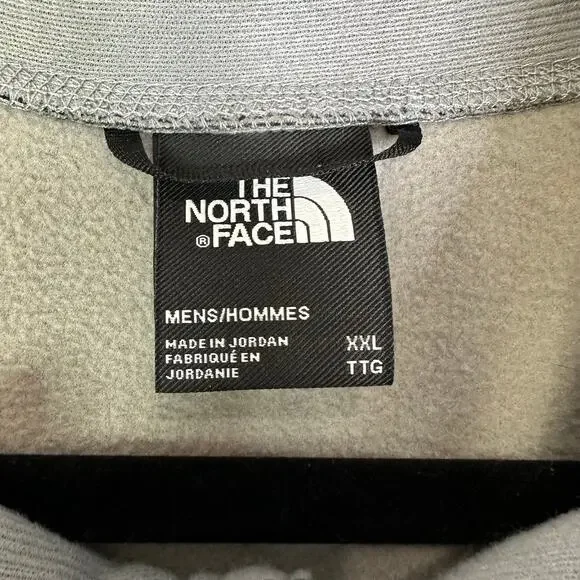 THE
NORTH
® FACE
MENS/HOMMES
MADE IN JORDAN
FABRIQUÉ EN
JORDANIE
XXL
TTG